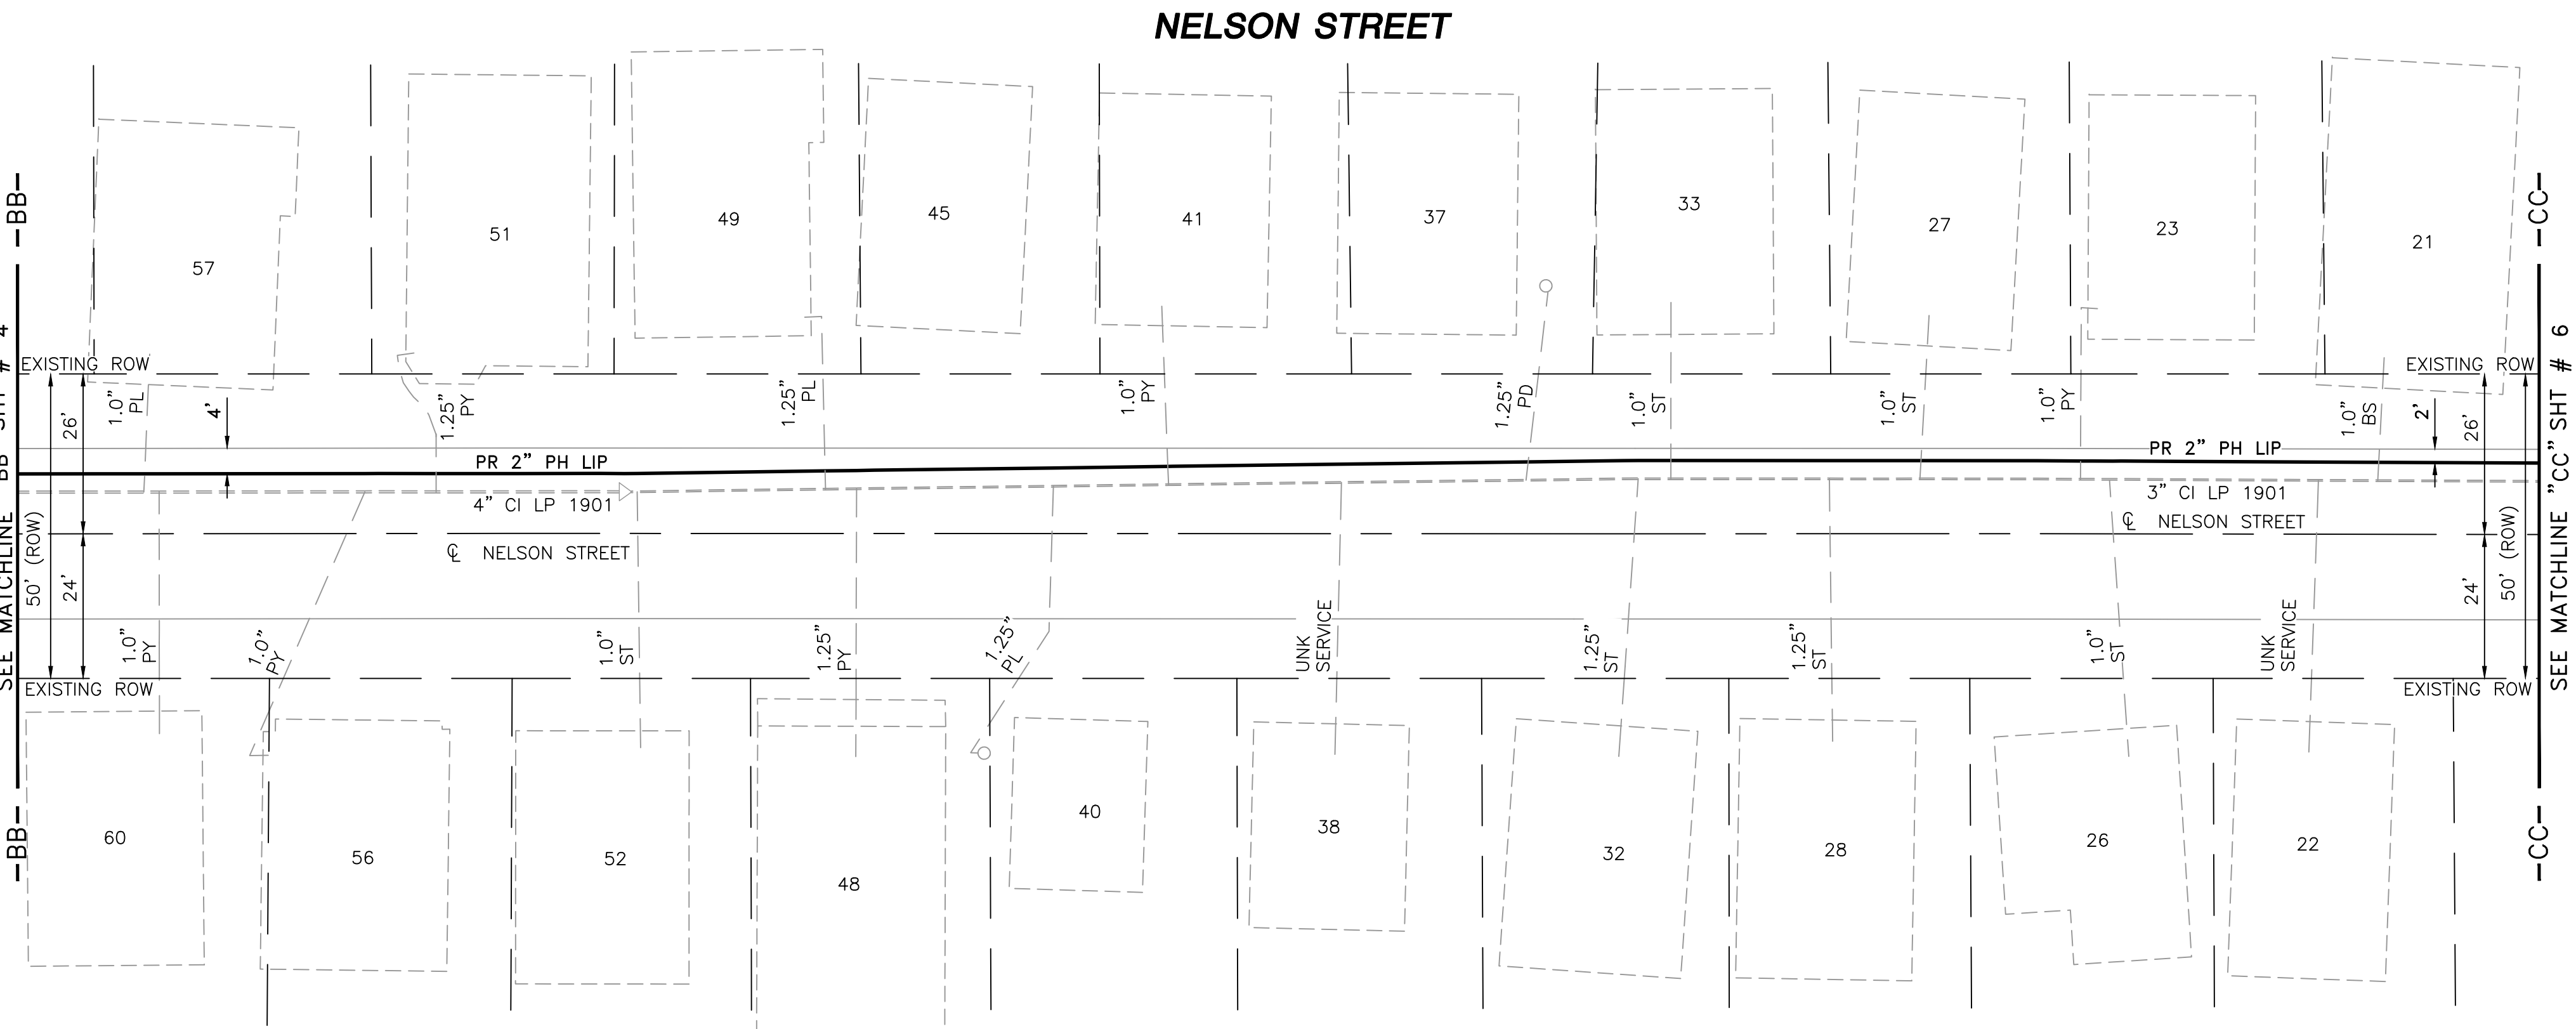 NELSON STREET
57
51
49
45
41
37
33
27
23
21
BB
CC
EXISTING ROW
EXISTING ROW
1.0" PL
1.25" PY
1.25" PL
1.0" PY
1.25" PD
1.0" ST
1.0" ST
1.0" PY
1.0" BS
26'
4'
2'
26'
PR 2" PH LIP
PR 2" PH LIP
4" CI LP 1901
3" CI LP 1901
℄ NELSON STREET
℄ NELSON STREET
50' (ROW)
24'
24'
50' (ROW)
SEE MATCHLINE BB SHT # 4
SEE MATCHLINE "CC" SHT # 6
1.0" PY
1.0" PY
1.0" ST
1.25" PY
1.25" PL
UNK SERVICE
1.25" ST
1.25" ST
1.0" ST
UNK SERVICE
EXISTING ROW
EXISTING ROW
BB
CC
60
56
52
48
40
38
32
28
26
22